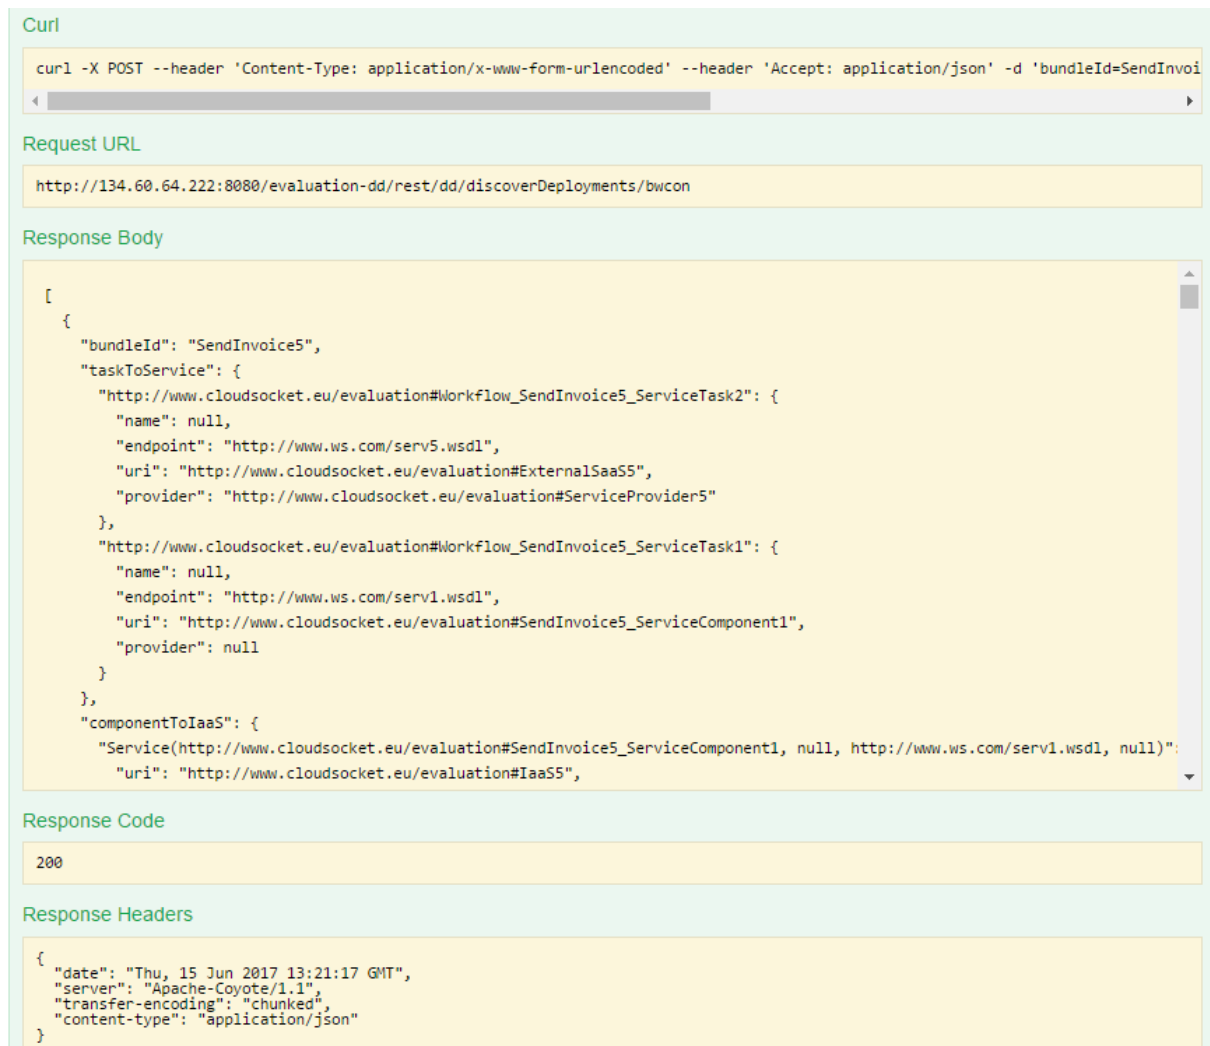 Curl
curl -X POST --header 'Content-Type: application/x-www-form-urlencoded' --header 'Accept: application/json' -d 'bundleId=SendInvoi
Request URL
http://134.60.64.222:8080/evaluation-dd/rest/dd/discoverDeployments/bwcon
Response Body
[
  {
    "bundleId": "SendInvoice5",
    "taskToService": {
      "http://www.cloudsocket.eu/evaluation#Workflow_SendInvoice5_ServiceTask2": {
        "name": null,
        "endpoint": "http://www.ws.com/serv5.wsdl",
        "uri": "http://www.cloudsocket.eu/evaluation#ExternalSaaS5",
        "provider": "http://www.cloudsocket.eu/evaluation#ServiceProvider5"
      },
      "http://www.cloudsocket.eu/evaluation#Workflow_SendInvoice5_ServiceTask1": {
        "name": null,
        "endpoint": "http://www.ws.com/serv1.wsdl",
        "uri": "http://www.cloudsocket.eu/evaluation#SendInvoice5_ServiceComponent1",
        "provider": null
      }
    },
    "componentToIaaS": {
      "Service(http://www.cloudsocket.eu/evaluation#SendInvoice5_ServiceComponent1, null, http://www.ws.com/serv1.wsdl, null)":
        "uri": "http://www.cloudsocket.eu/evaluation#IaaS5",
Response Code
200
Response Headers
{
  "date": "Thu, 15 Jun 2017 13:21:17 GMT",
  "server": "Apache-Coyote/1.1",
  "transfer-encoding": "chunked",
  "content-type": "application/json"
}